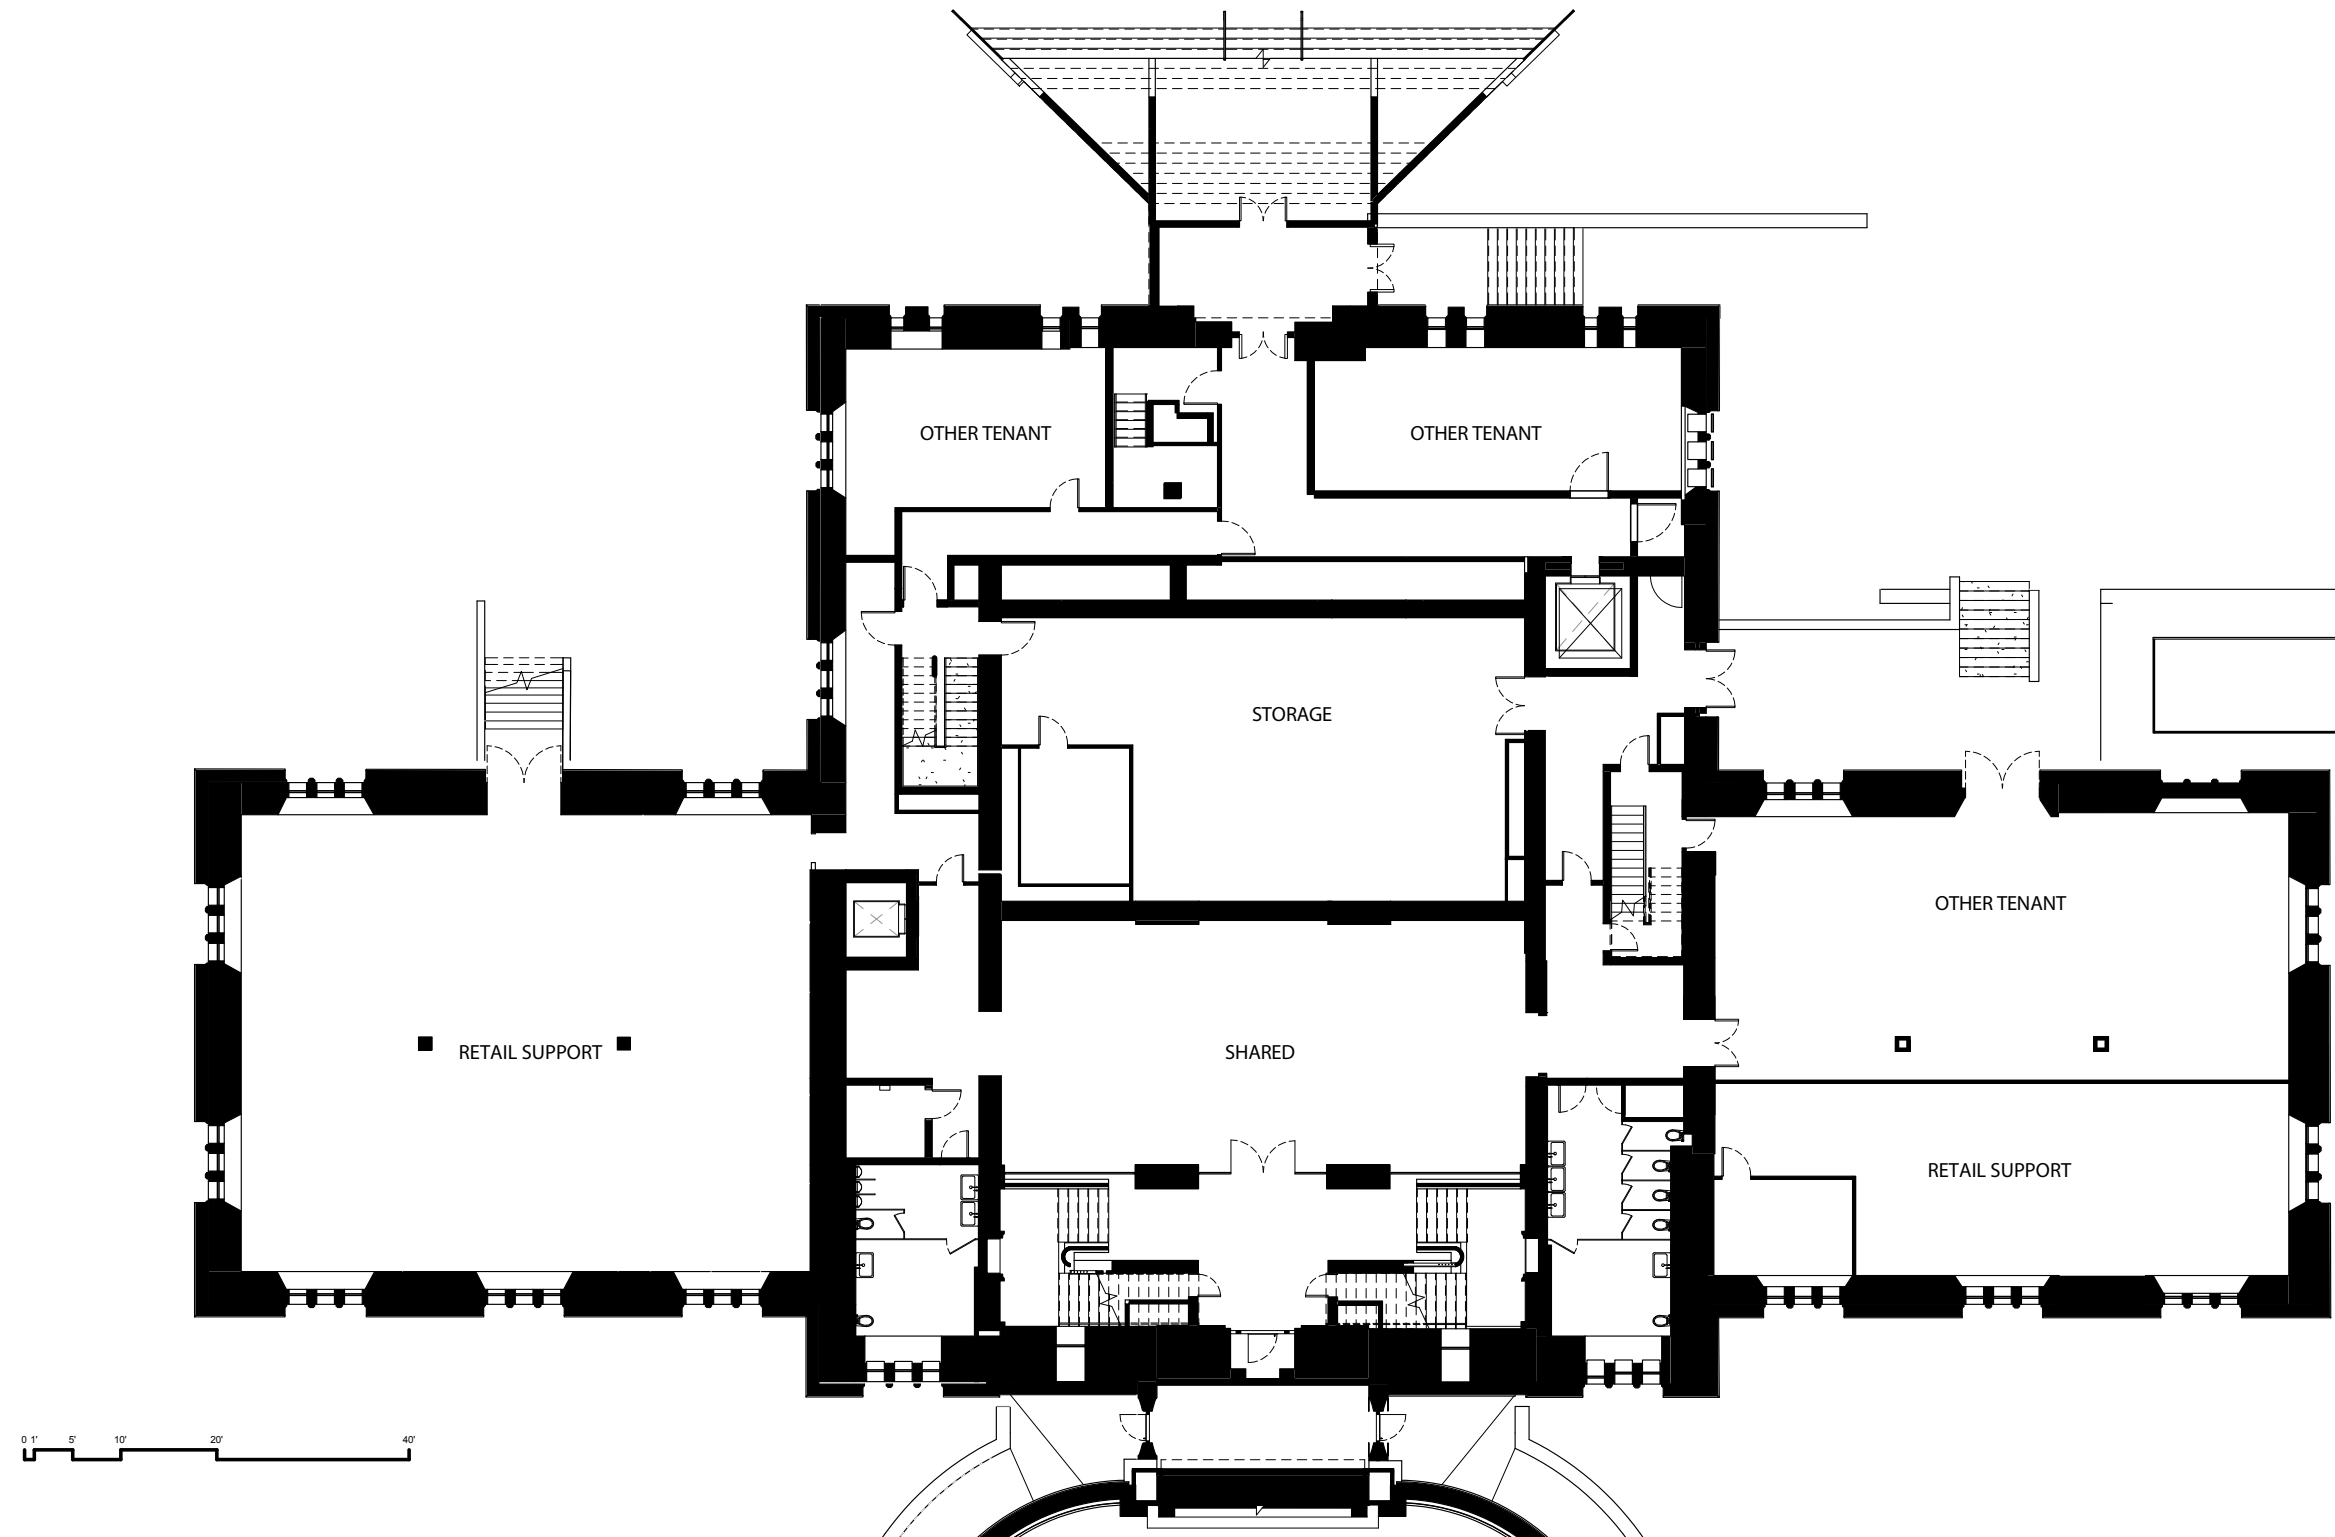 OTHER TENANT
OTHER TENANT
STORAGE
OTHER TENANT
RETAIL SUPPORT
SHARED
RETAIL SUPPORT
0 1' 5' 10' 20' 40'